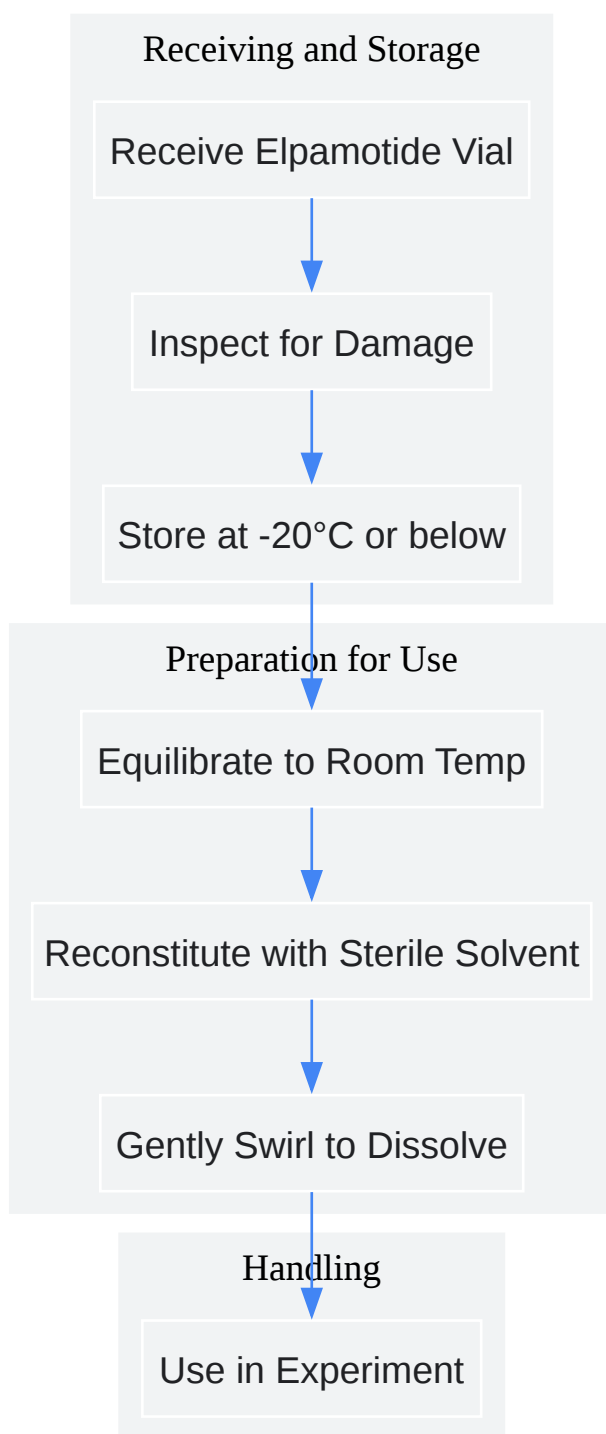 Receiving and Storage
Receive Elpamotide Vial
Inspect for Damage
Store at -20°C or below
Preparation for Use
Equilibrate to Room Temp
Reconstitute with Sterile Solvent
Gently Swirl to Dissolve
Handling
Use in Experiment